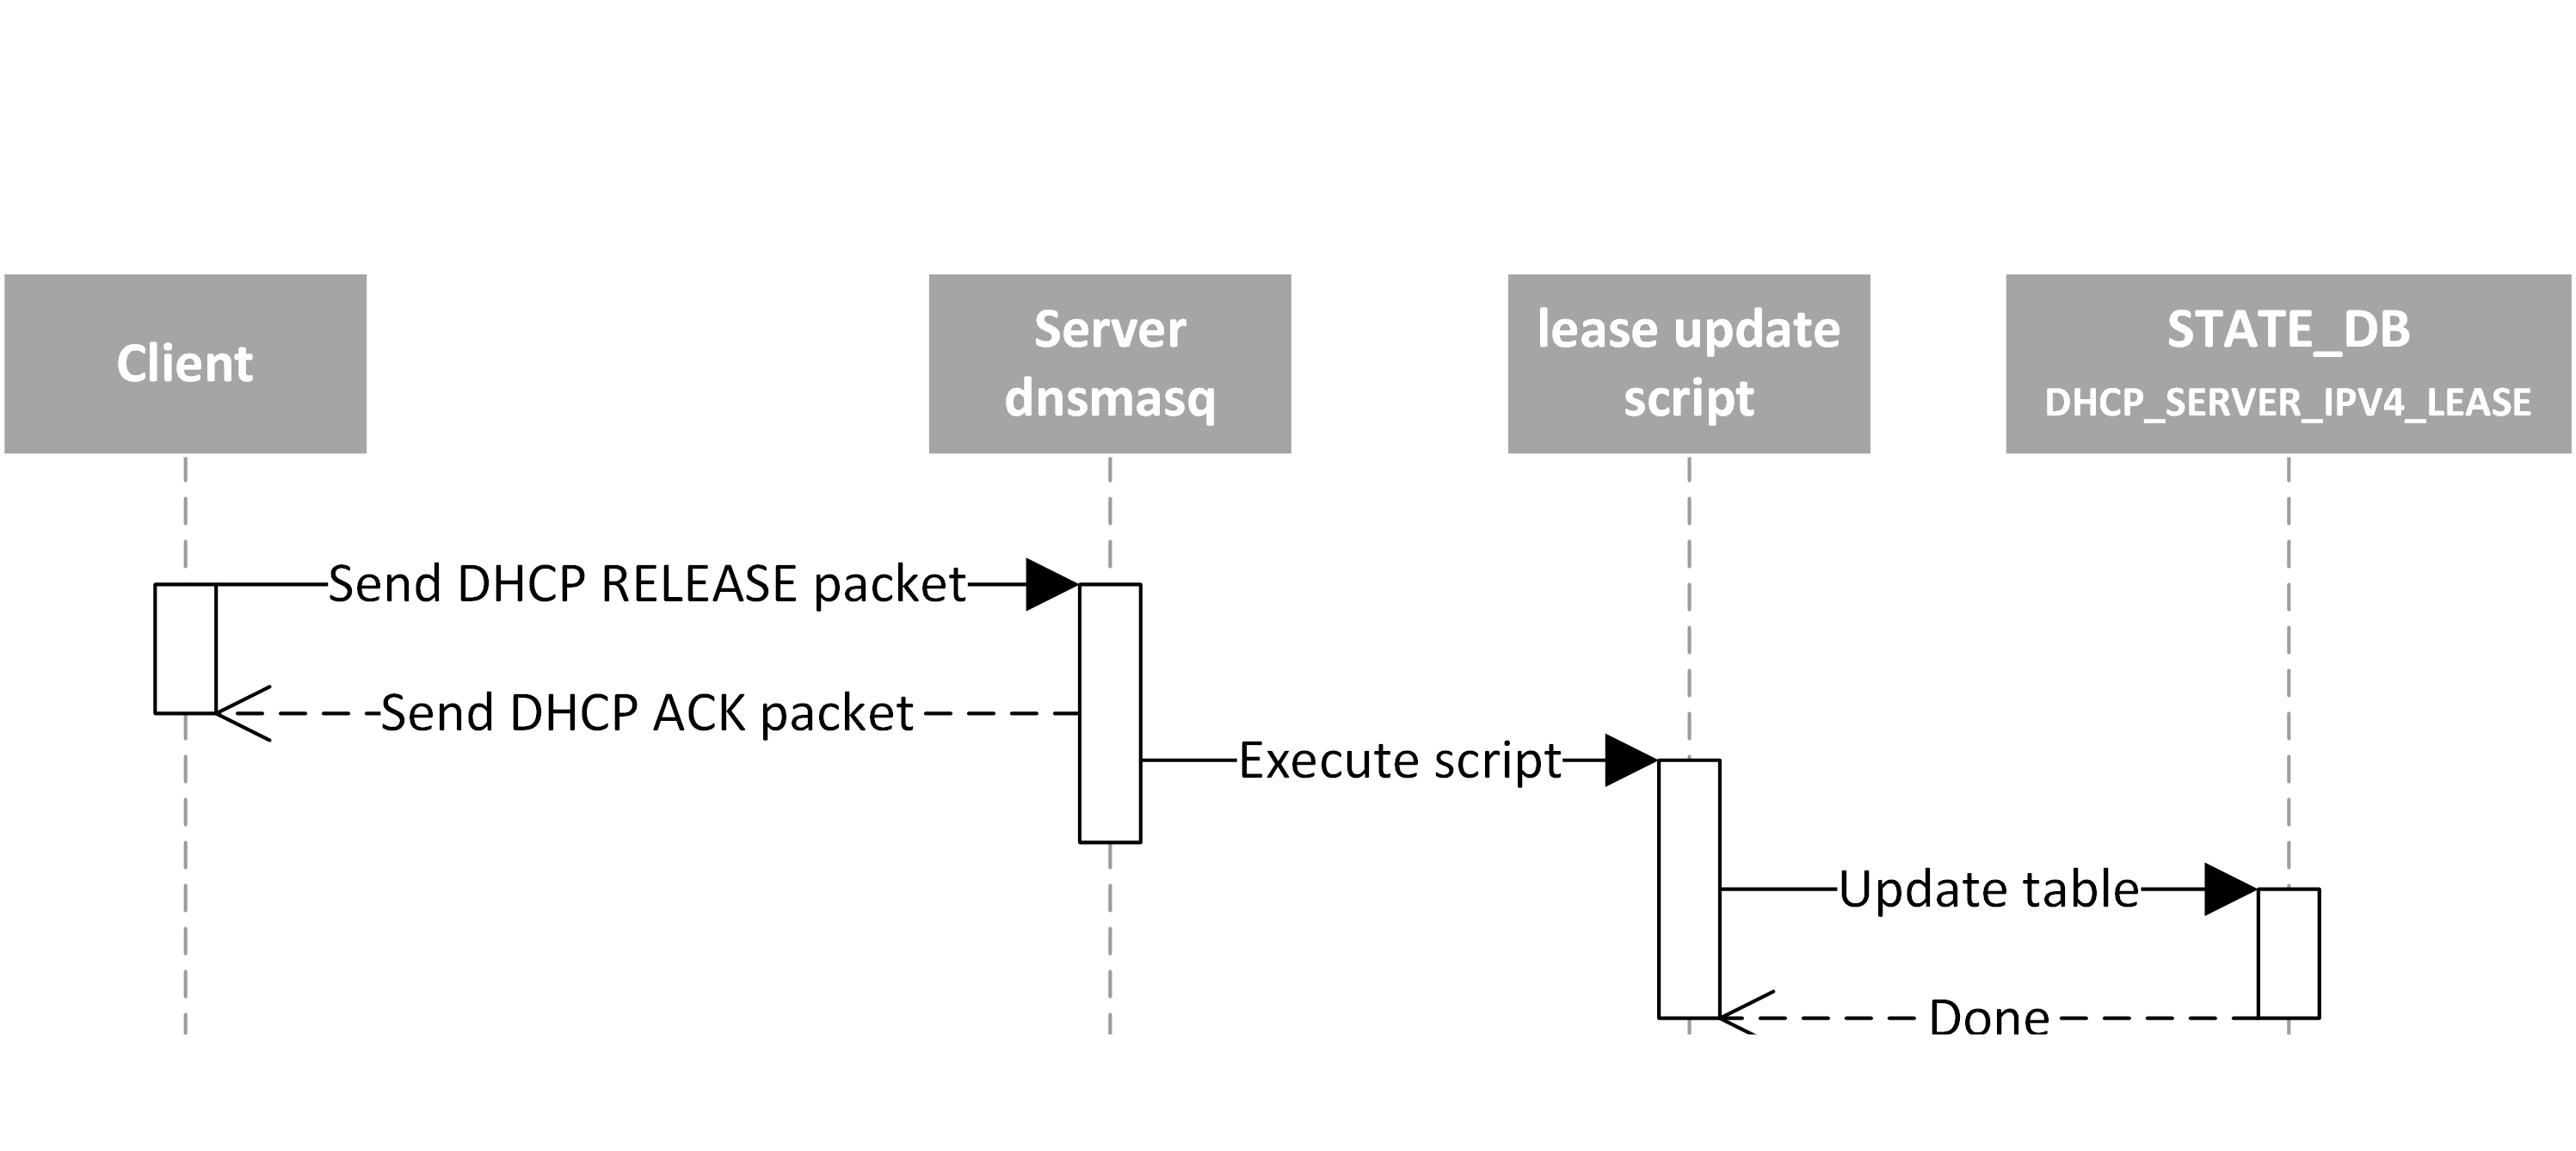 Client
Server
dnsmasq
lease update
script
STATE_DB
DHCP_SERVER_IPV4_LEASE
Send DHCP RELEASE packet
Send DHCP ACK packet
Execute script
Update table
Done